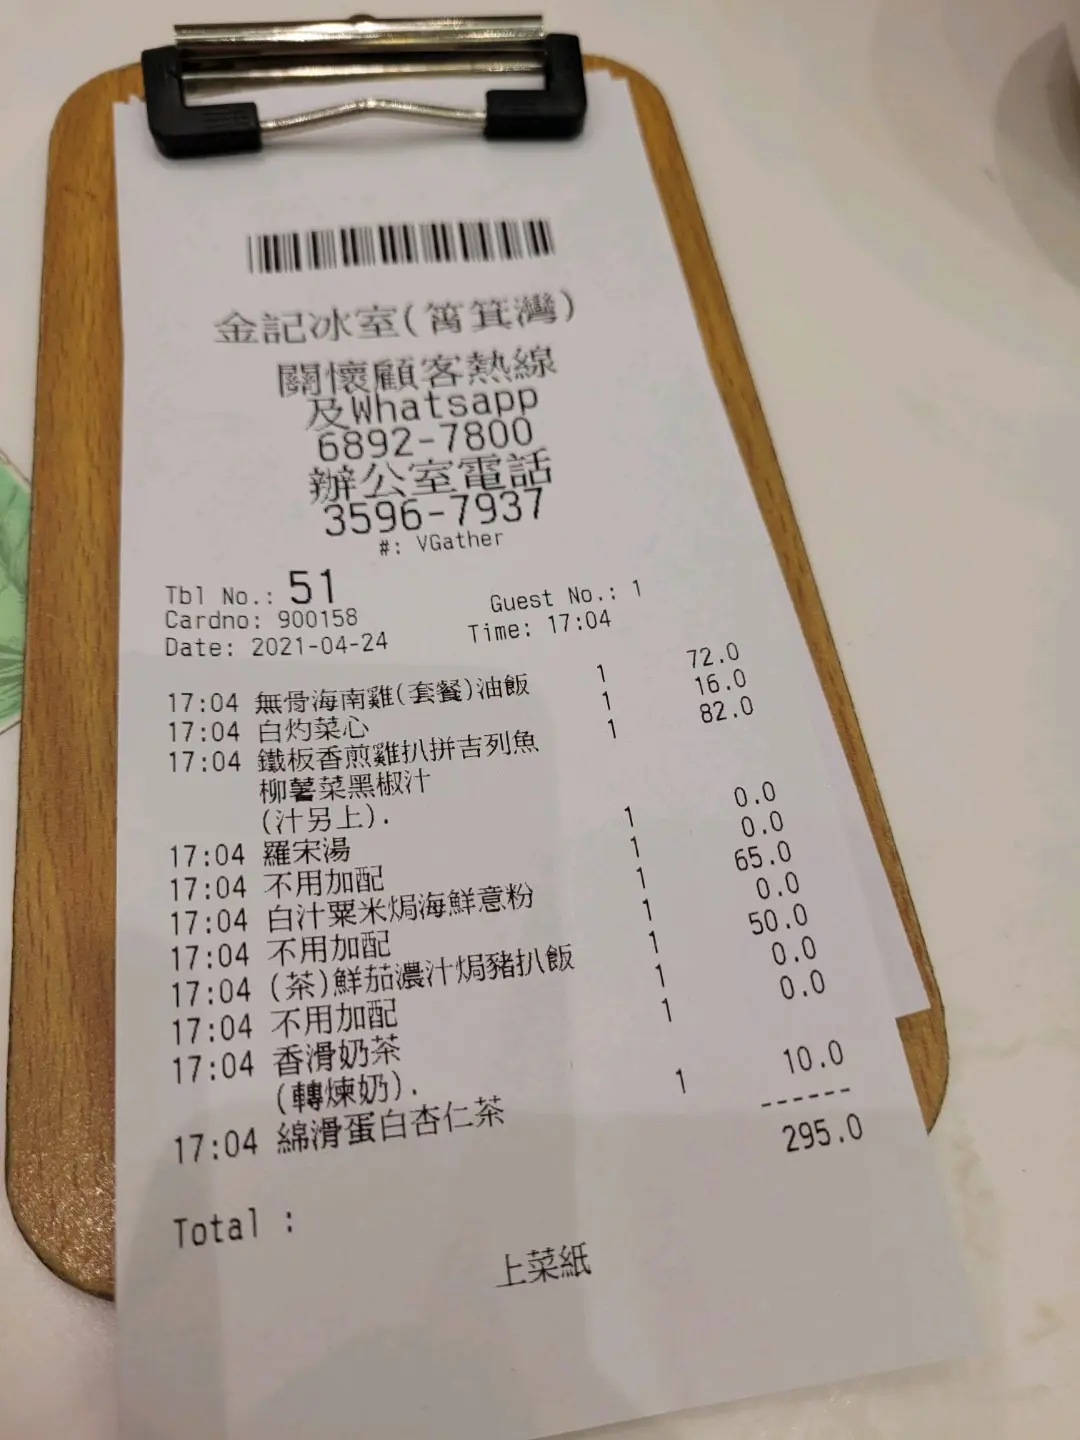 金記冰室(筲箕灣)
關懷顧客熱線
及Whatsapp
6892-7800
辦公室電話
3596-7937
#: VGather
Tbl No.: 51 Guest No.: 1
Cardno: 900158
Date: 2021-04-24 Time: 17:04
17:04 無骨海南雞(套餐)油飯 1 72.0
17:04 白灼菜心 1 16.0
17:04 鐵板香煎雞扒拼吉列魚 1 82.0
柳薯菜黑椒汁
(汁另上).
17:04 羅宋湯 1 0.0
17:04 不用加配 1 0.0
17:04 白汁粟米焗海鮮意粉 1 65.0
17:04 不用加配 1 0.0
17:04 (茶)鮮茄濃汁焗豬扒飯 1 50.0
17:04 不用加配 1 0.0
17:04 香滑奶茶 1 0.0
(轉煉奶).
17:04 綿滑蛋白杏仁茶 1 10.0
------
Total : 295.0
上菜紙